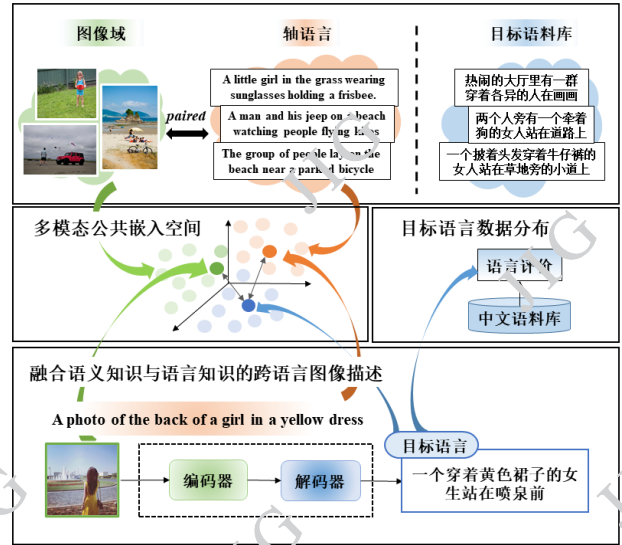 图像域
轴语言
目标语料库
A little girl in the grass wearing
sunglasses holding a frisbee.
A man and his jeep on a beach
watching people flying kites
The group of people lay on the
beach near a parked bicycle
paired
热闹的大厅里有一群
穿着各异的人在画画
两个人旁有一个牵着
狗的女人站在道路上
一个披着头发穿着牛仔裤的
女人站在草地旁的小道上
多模态公共嵌入空间
目标语言数据分布
语言评价
中文语料库
融合语义知识与语言知识的跨语言图像描述
A photo of the back of a girl in a yellow dress
编码器
解码器
目标语言
一个穿着黄色裙子的女
生站在喷泉前
JIG
JIG
JIG